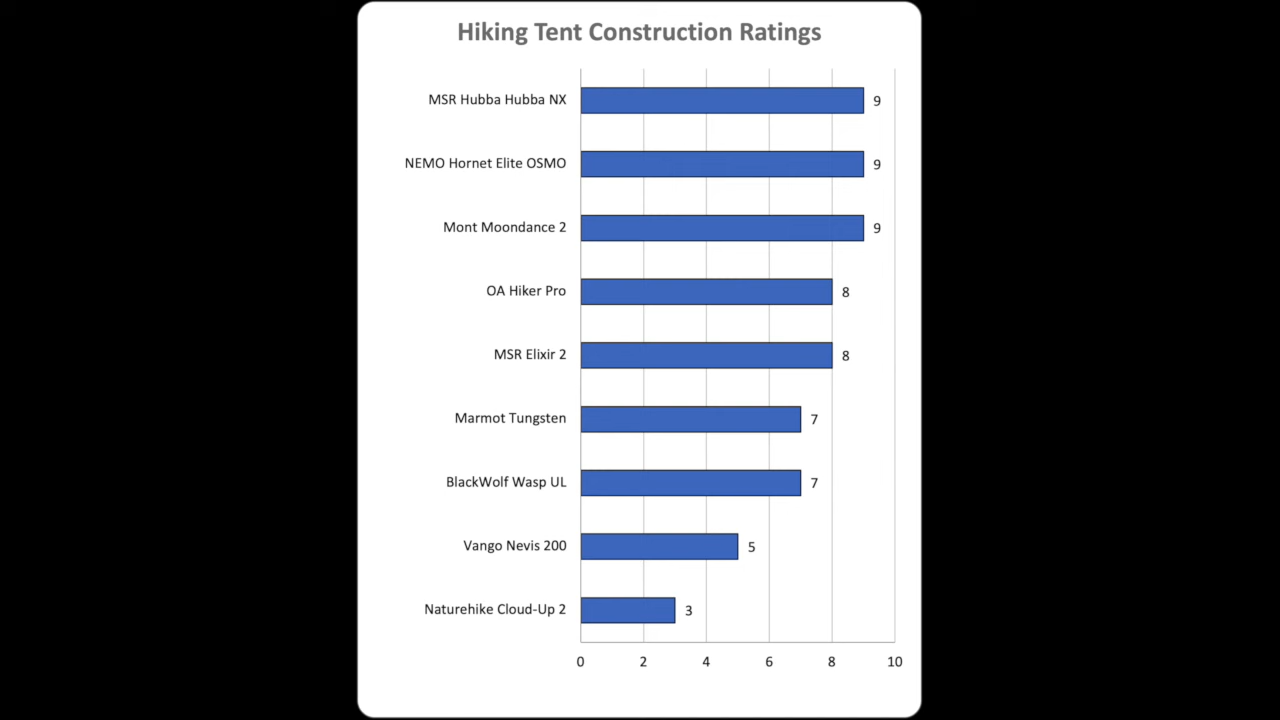 Hiking Tent Construction Ratings
MSR Hubba Hubba NX 9
NEMO Hornet Elite OSMO 9
Mont Moondance 2 9
OA Hiker Pro 8
MSR Elixir 2 8
Marmot Tungsten 7
BlackWolf Wasp UL 7
Vango Nevis 200 5
Naturehike Cloud-Up 2 3
0 2 4 6 8 10